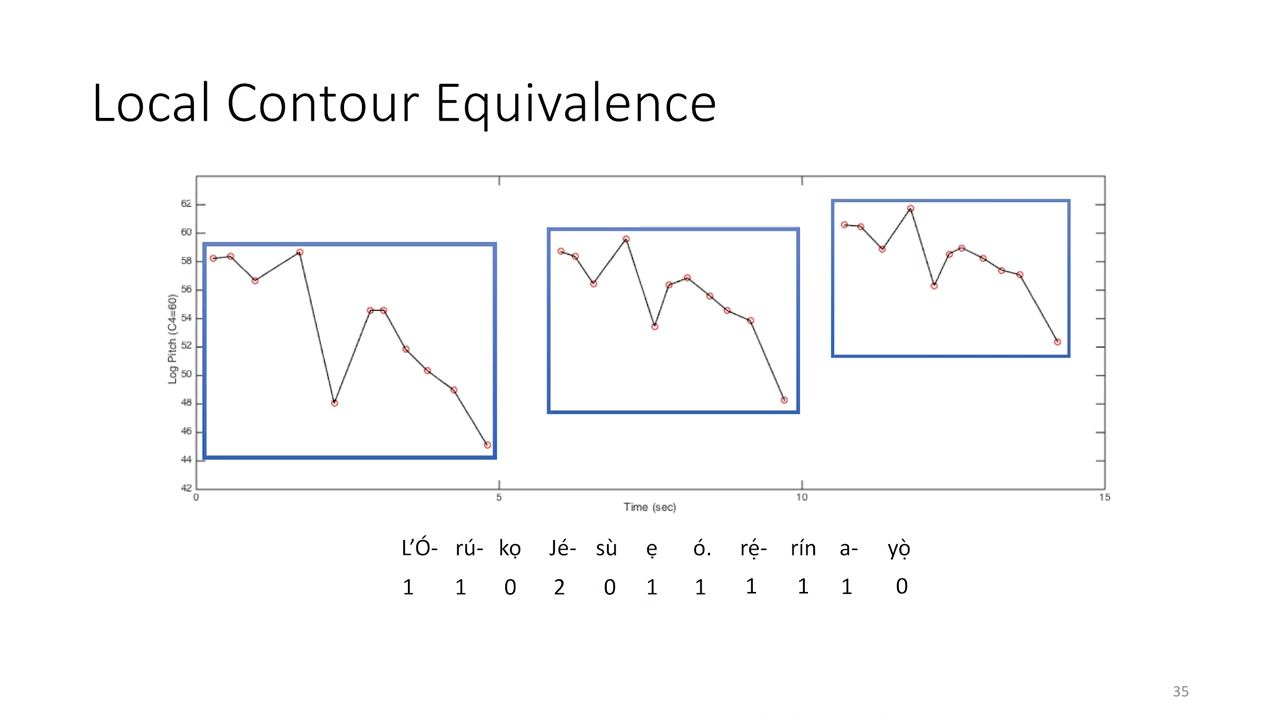 Local Contour Equivalence
62
60
58
56
54
52
50
48
46
44
42
Log Pitch (C4=60)
0 5 10 15
Time (sec)
L’Ó- rú- kọ Jé- sù ẹ ó. rẹ́- rín a- yọ̀
1 1 0 2 0 1 1 1 1 1 0
35